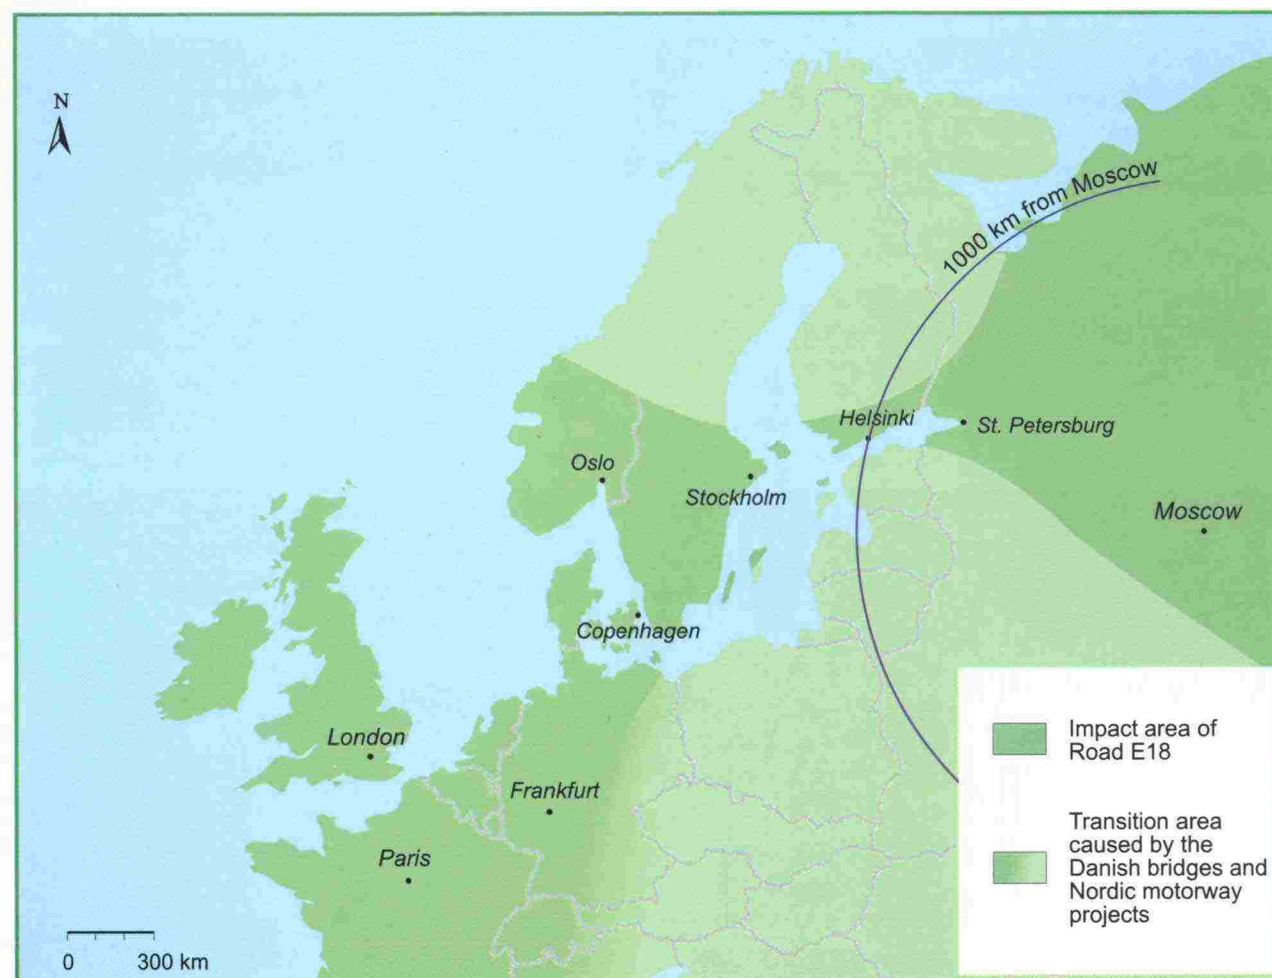 N
1000 km from Moscow
Helsinki
St. Petersburg
Oslo
Stockholm
Moscow
Copenhagen
London
Frankfurt
Paris
Impact area of
Road E18
Transition area
caused by the
Danish bridges and
Nordic motorway
projects
0 300 km